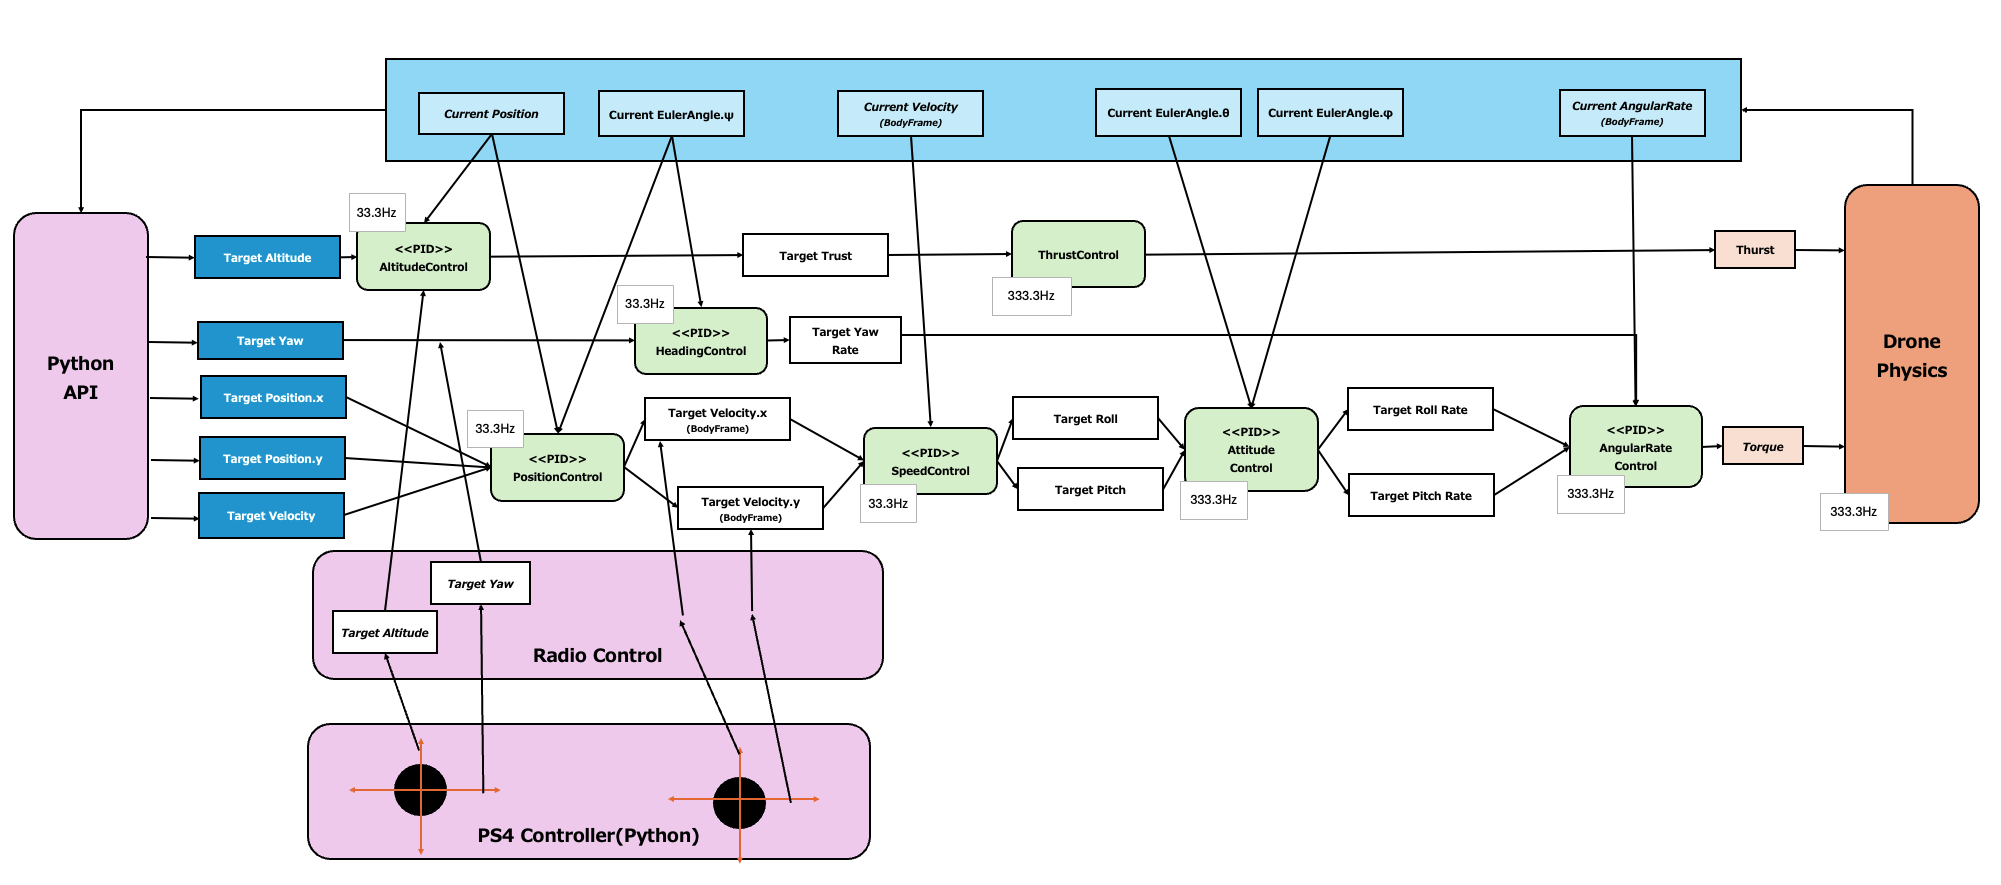 Current Position
Current EulerAngle.ψ
Current Velocity
(BodyFrame)
Current EulerAngle.θ
Current EulerAngle.φ
Current AngularRate
(BodyFrame)
Python
API
Target Altitude
33.3Hz
<<PID>>
AltitudeControl
Target Trust
ThrustControl
333.3Hz
Thurst
Drone
Physics
333.3Hz
Target Yaw
33.3Hz
<<PID>>
HeadingControl
Target Yaw
Rate
Target Position.x
Target Position.y
Target Velocity
33.3Hz
<<PID>>
PositionControl
Target Velocity.x
(BodyFrame)
Target Velocity.y
(BodyFrame)
<<PID>>
SpeedControl
33.3Hz
Target Roll
Target Pitch
<<PID>>
Attitude
Control
333.3Hz
Target Roll Rate
Target Pitch Rate
<<PID>>
AngularRate
Control
333.3Hz
Torque
Target Yaw
Target Altitude
Radio Control
PS4 Controller(Python)